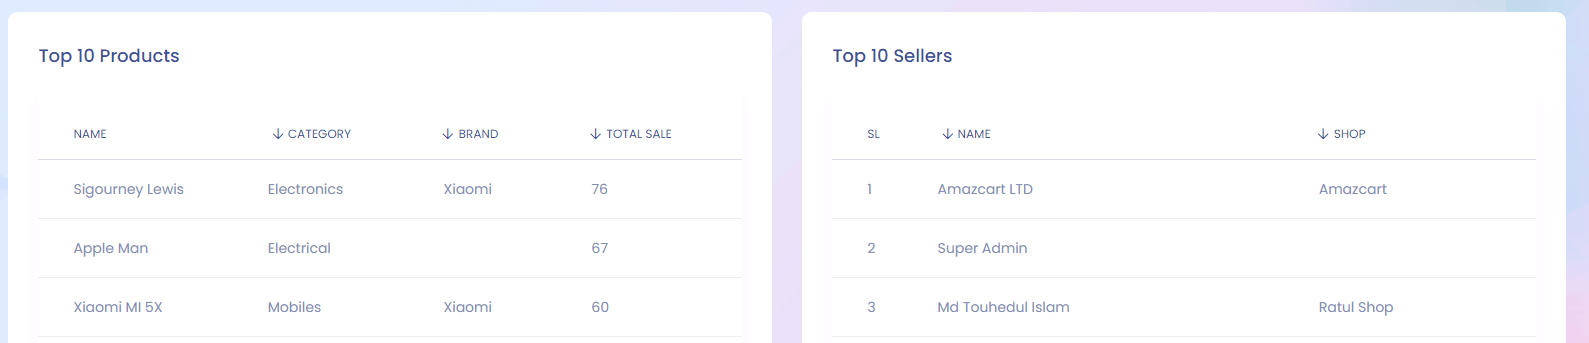 Top 10 Products
NAME CATEGORY BRAND TOTAL SALE
Sigourney Lewis Electronics Xiaomi 76
Apple Man Electrical 67
Xiaomi MI 5X Mobiles Xiaomi 60
Top 10 Sellers
SL NAME SHOP
1 Amazcart LTD Amazcart
2 Super Admin
3 Md Touhedul Islam Ratul Shop